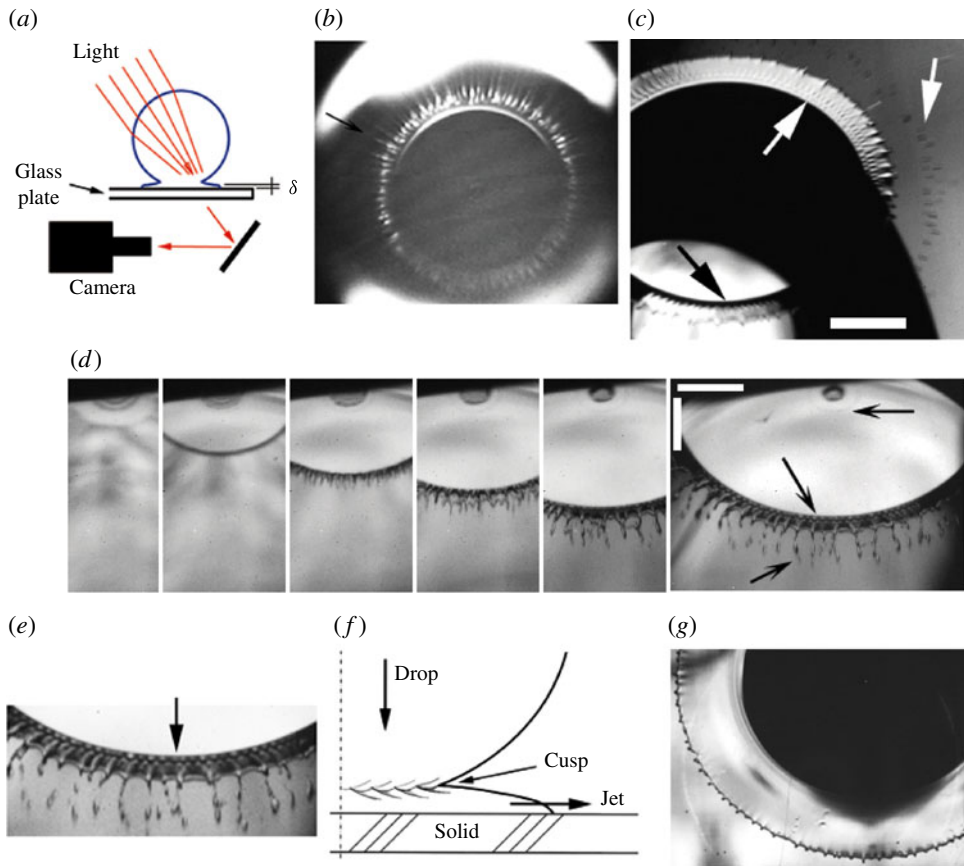 (a)
Light
Glass
plate
δ
Camera
(b)
(c)
(d)
(e)
(f)
Drop
Cusp
Jet
Solid
(g)